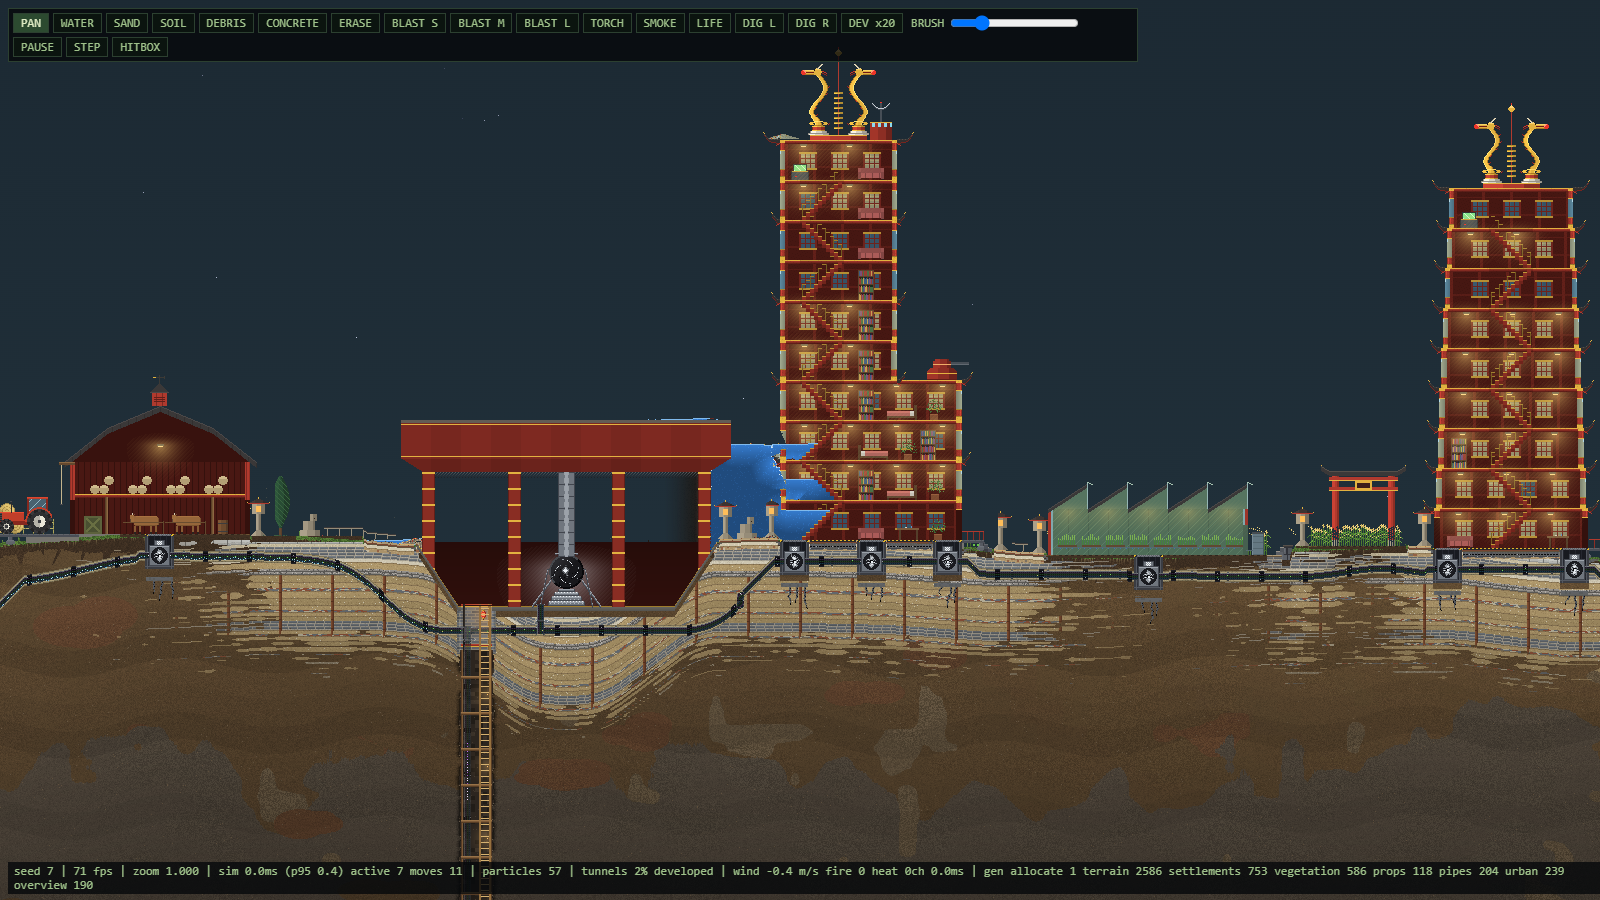 PAN WATER SAND SOIL DEBRIS CONCRETE ERASE BLAST S BLAST M BLAST L TORCH SMOKE LIFE DIG L DIG R DEV x20 BRUSH
PAUSE STEP HITBOX
seed 7 | 71 fps | zoom 1.000 | sim 0.0ms (p95 0.4) active 7 moves 11 | particles 57 | tunnels 2% developed | wind -0.4 m/s fire 0 heat 0ch 0.0ms | gen allocate 1 terrain 2586 settlements 753 vegetation 586 props 118 pipes 204 urban 239
overview 190